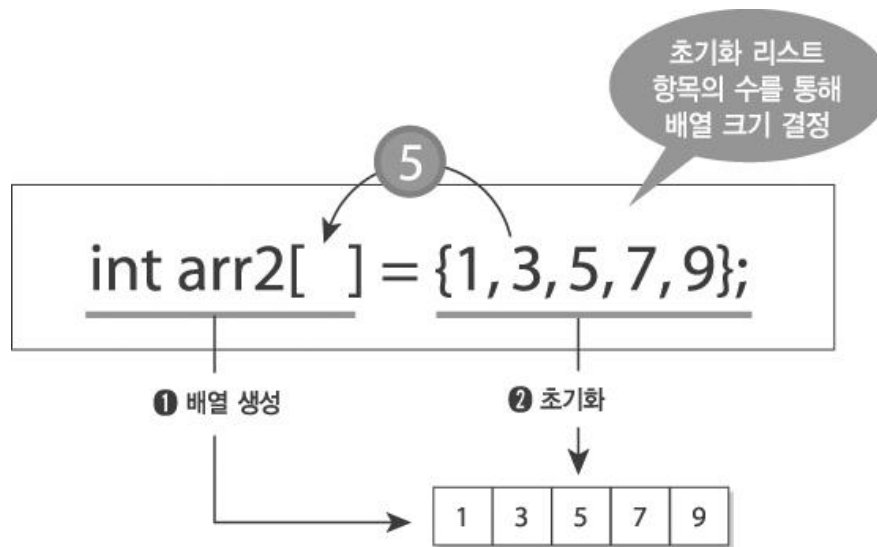 초기화 리스트
항목의 수를 통해
배열 크기 결정
5
int arr2[ ] = {1, 3, 5, 7, 9};
❶ 배열 생성
❷ 초기화
1 3 5 7 9